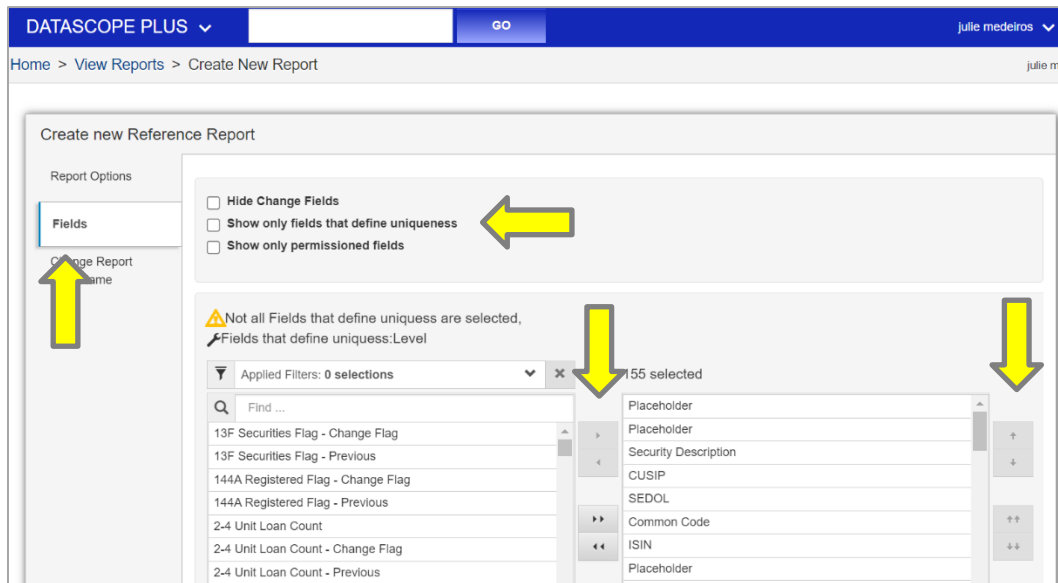 DATASCOPE PLUS
GO
julie medeiros
Home > View Reports > Create New Report
julie m
Create new Reference Report
Report Options
Fields
Change Report
ame
Hide Change Fields
Show only fields that define uniqueness
Show only permissioned fields
Not all Fields that define uniquess are selected,
Fields that define uniquess:Level
Applied Filters: 0 selections
155 selected
Find ...
13F Securities Flag - Change Flag
13F Securities Flag - Previous
144A Registered Flag - Change Flag
144A Registered Flag - Previous
2-4 Unit Loan Count
2-4 Unit Loan Count - Change Flag
2-4 Unit Loan Count - Previous
Placeholder
Placeholder
Security Description
CUSIP
SEDOL
Common Code
ISIN
Placeholder